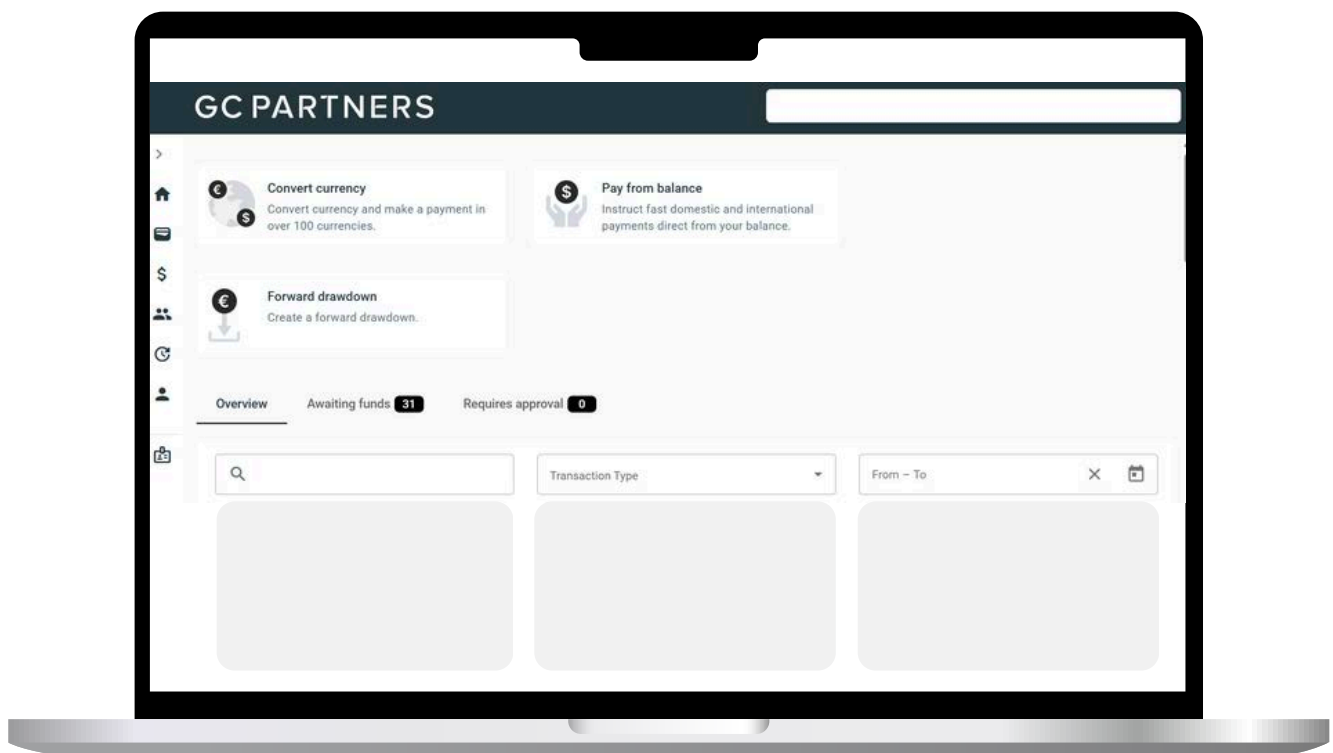 GC PARTNERS
Convert currency
Convert currency and make a payment in
over 100 currencies.
Pay from balance
Instruct fast domestic and international
payments direct from your balance.
Forward drawdown
Create a forward drawdown.
Overview
Awaiting funds 31
Requires approval 0
Transaction Type
From – To